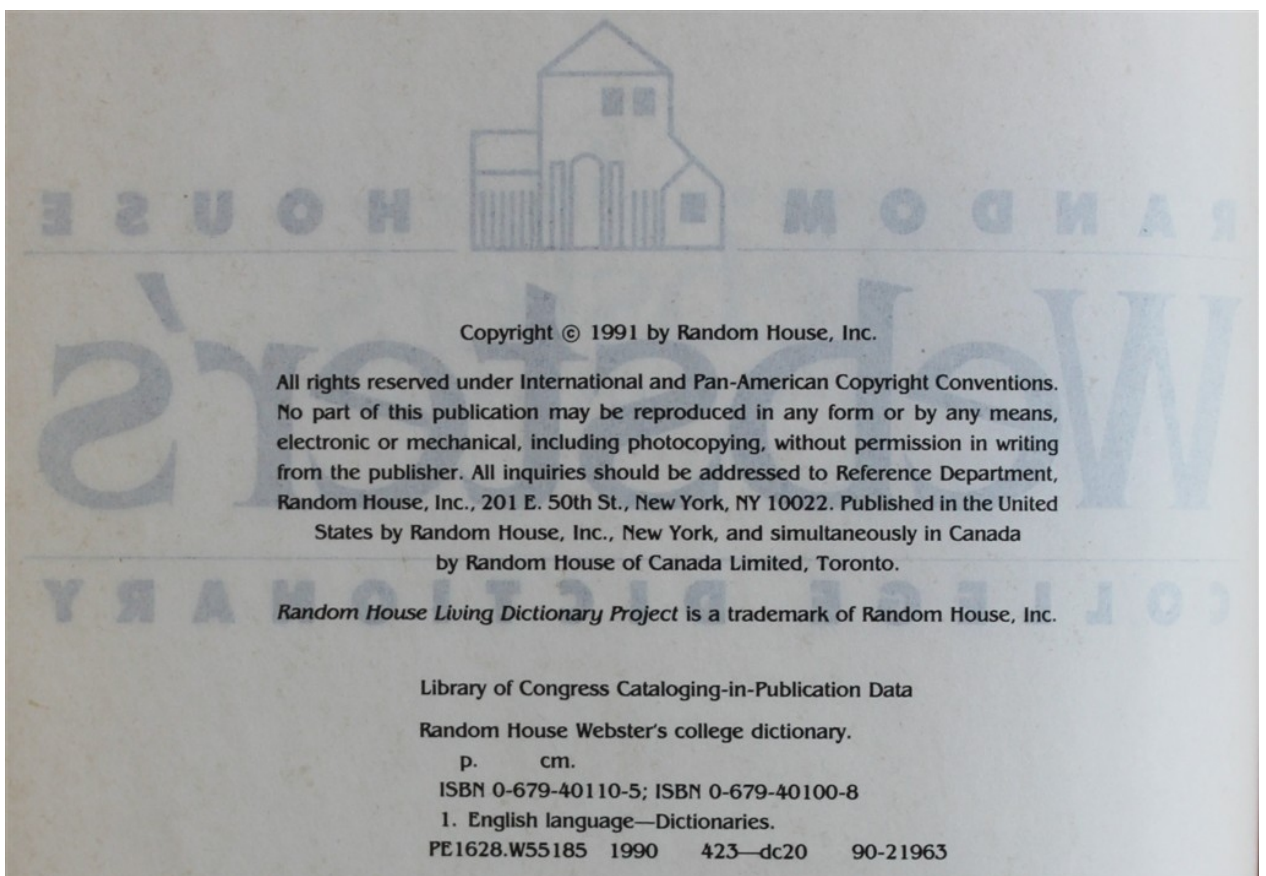 RANDOM HOUSE
Webster's
COLLEGE DICTIONARY
Copyright © 1991 by Random House, Inc.
All rights reserved under International and Pan-American Copyright Conventions.
No part of this publication may be reproduced in any form or by any means,
electronic or mechanical, including photocopying, without permission in writing
from the publisher. All inquiries should be addressed to Reference Department,
Random House, Inc., 201 E. 50th St., New York, NY 10022. Published in the United
States by Random House, Inc., New York, and simultaneously in Canada
by Random House of Canada Limited, Toronto.
Random House Living Dictionary Project is a trademark of Random House, Inc.
Library of Congress Cataloging-in-Publication Data
Random House Webster's college dictionary.
p. cm.
ISBN 0-679-40110-5; ISBN 0-679-40100-8
1. English language—Dictionaries.
PE1628.W55185 1990 423—dc20 90-21963